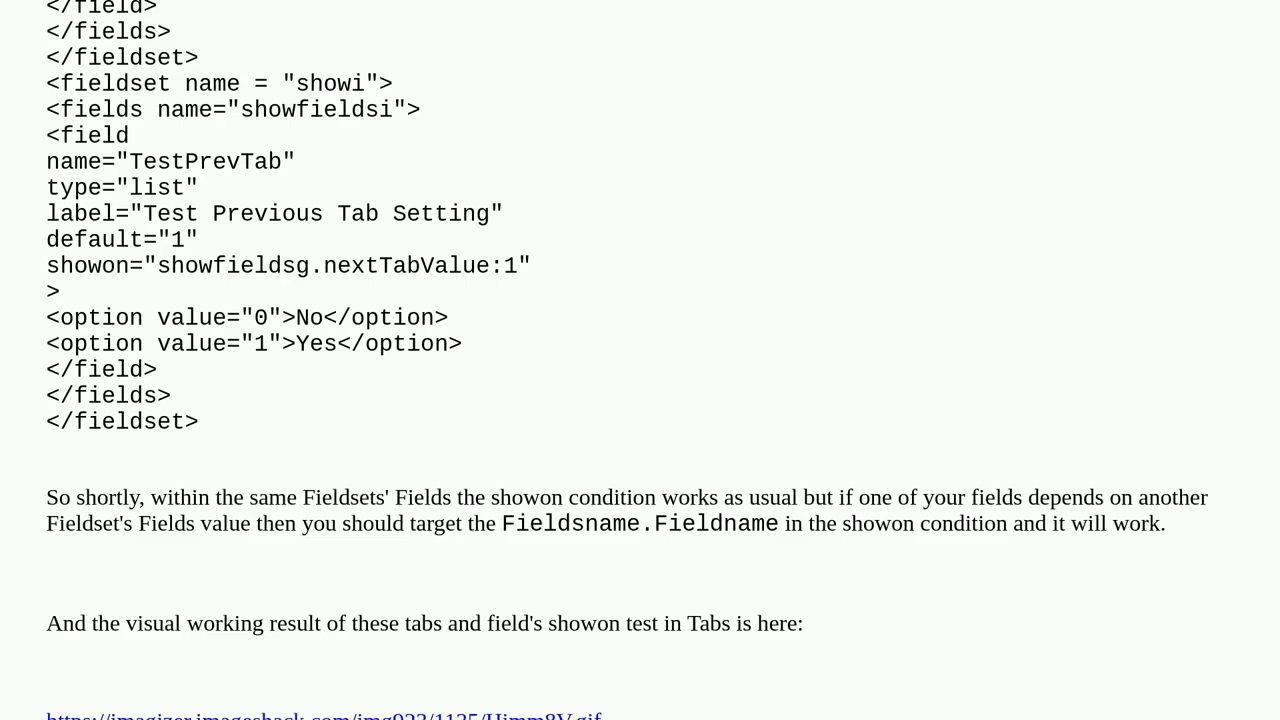 </field>
</fields>
</fieldset>
<fieldset name = "showi">
<fields name="showfieldsi">
<field
name="TestPrevTab"
type="list"
label="Test Previous Tab Setting"
default="1"
showon="showfieldsg.nextTabValue:1"
>
<option value="0">No</option>
<option value="1">Yes</option>
</field>
</fields>
</fieldset>
So shortly, within the same Fieldsets' Fields the showon condition works as usual but if one of your fields depends on another
Fieldset's Fields value then you should target the Fieldsname.Fieldname in the showon condition and it will work.
And the visual working result of these tabs and field's showon test in Tabs is here: